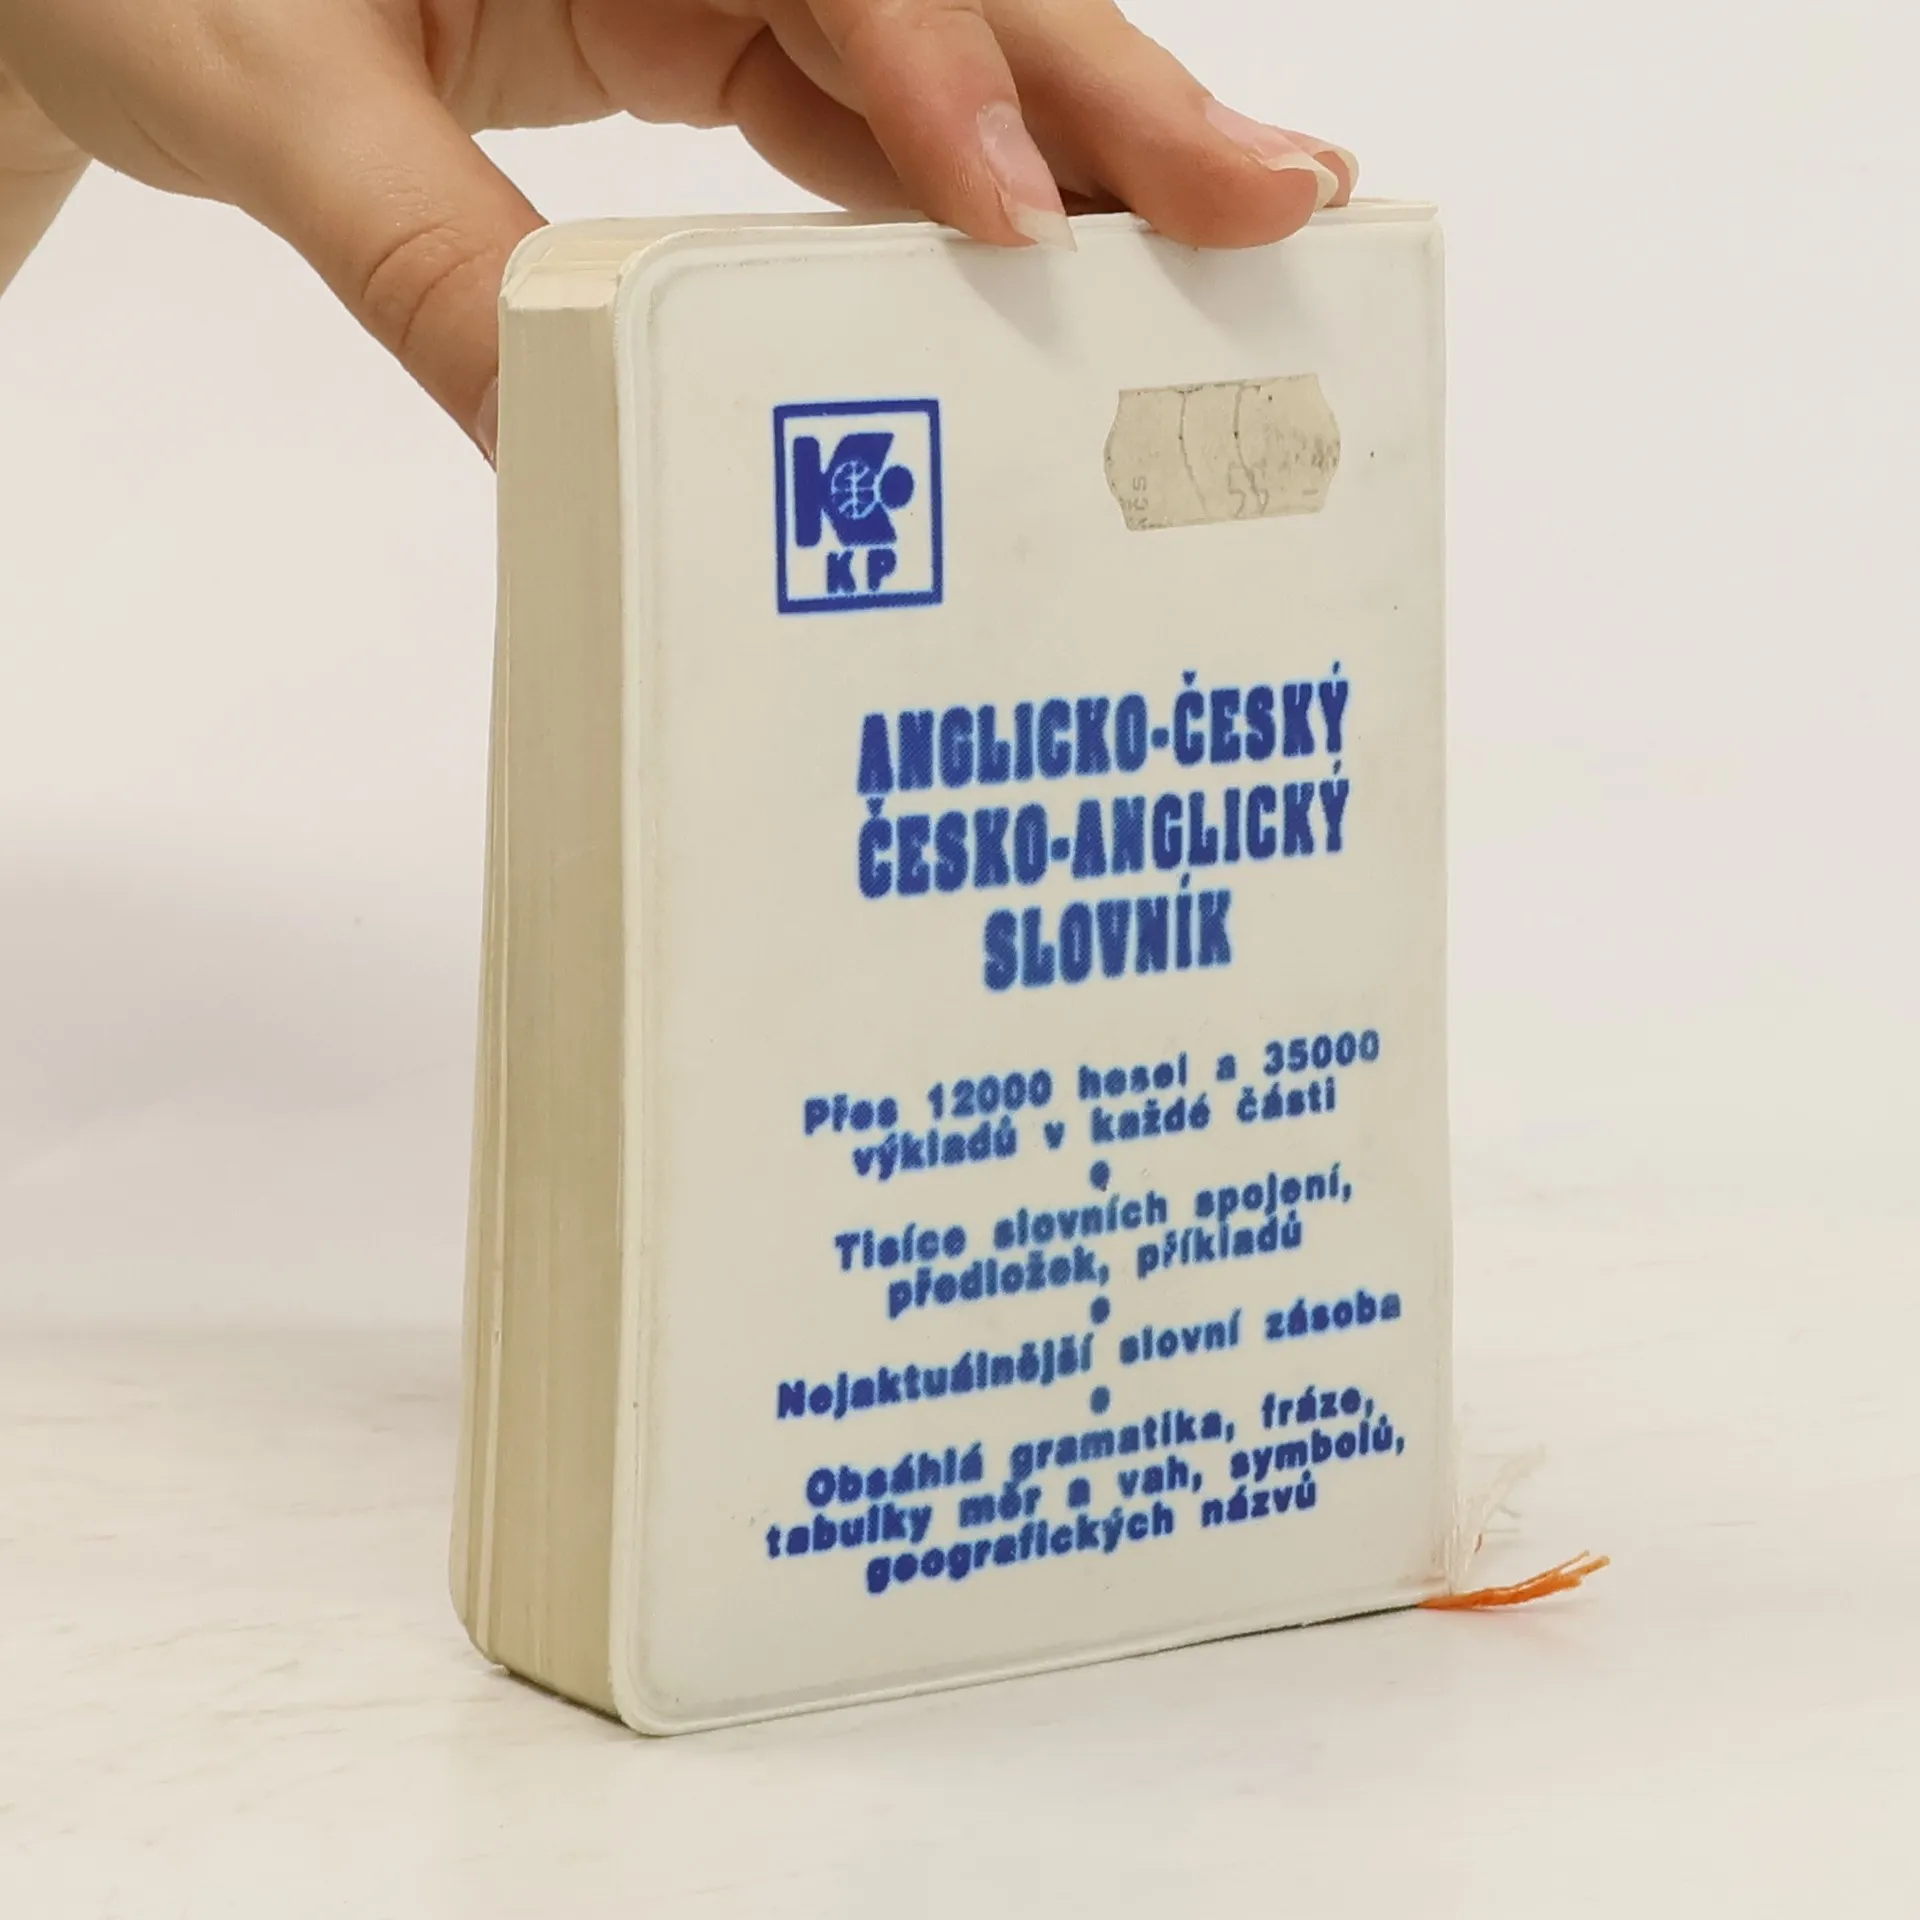 K
KP
ANGLICKO-ČESKÝ
ČESKO-ANGLICKÝ
SLOVNÍK
Přes 12000 hesel a 35000
výkladů v každé části
•
Tisíce slovních spojení,
předložek, příkladů
•
Nejaktuálnější slovní zásoba
•
Obsáhlá gramatika, fráze,
tabulky měr a vah, symbolů,
geografických názvů